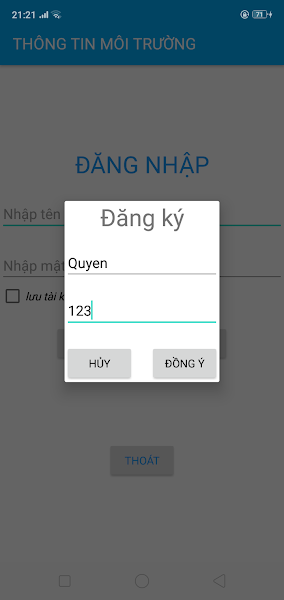 21:21 71
THÔNG TIN MÔI TRƯỜNG
ĐĂNG NHẬP
Nhập tên
Đăng ký
Quyen
Nhập mật
lưu tài k
123
HỦY ĐỒNG Ý
THOÁT